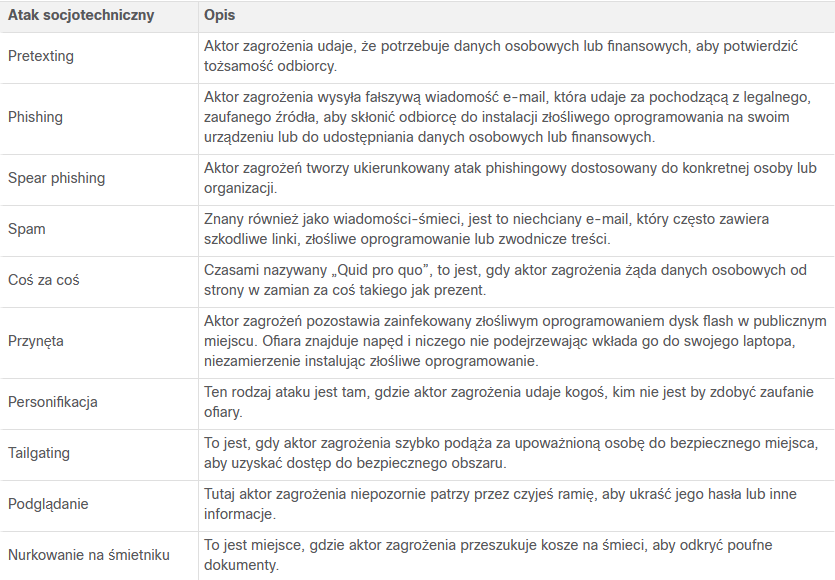 Atak socjotechniczny Opis
Pretexting
Aktor zagrożenia udaje, że potrzebuje danych osobowych lub finansowych, aby potwierdzić
tożsamość odbiorcy.
Phishing
Aktor zagrożenia wysyła fałszywą wiadomość e-mail, która udaje za pochodzącą z legalnego,
zaufanego źródła, aby skłonić odbiorcę do instalacji złośliwego oprogramowania na swoim
urządzeniu lub do udostępniania danych osobowych lub finansowych.
Spear phishing
Aktor zagrożeń tworzy ukierunkowany atak phishingowy dostosowany do konkretnej osoby lub
organizacji.
Spam
Znany również jako wiadomości-śmieci, jest to niechciany e-mail, który często zawiera
szkodliwe linki, złośliwe oprogramowanie lub zwodnicze treści.
Coś za coś
Czasami nazywany „Quid pro quo”, to jest, gdy aktor zagrożenia żąda danych osobowych od
strony w zamian za coś takiego jak prezent.
Przynęta
Aktor zagrożeń pozostawia zainfekowany złośliwym oprogramowaniem dysk flash w publicznym
miejscu. Ofiara znajduje napęd i niczego nie podejrzewając wkłada go do swojego laptopa,
niezamierzenie instalując złośliwe oprogramowanie.
Personifikacja
Ten rodzaj ataku jest tam, gdzie aktor zagrożenia udaje kogoś, kim nie jest by zdobyć zaufanie
ofiary.
Tailgating
To jest, gdy aktor zagrożenia szybko podąża za upoważnioną osobę do bezpiecznego miejsca,
aby uzyskać dostęp do bezpiecznego obszaru.
Podglądanie
Tutaj aktor zagrożenia niepozornie patrzy przez czyjeś ramię, aby ukraść jego hasła lub inne
informacje.
Nurkowanie na śmietniku
To jest miejsce, gdzie aktor zagrożenia przeszukuje kosze na śmieci, aby odkryć poufne
dokumenty.